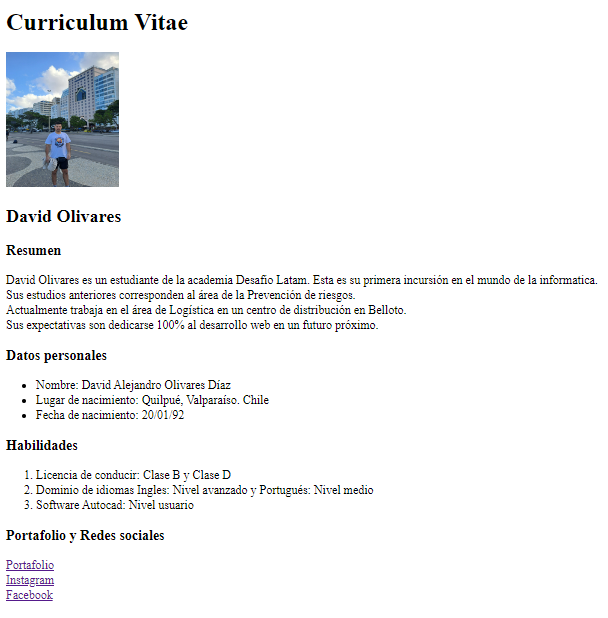 Curriculum Vitae
David Olivares
Resumen
David Olivares es un estudiante de la academia Desafio Latam. Esta es su primera incursión en el mundo de la informatica.
Sus estudios anteriores corresponden al área de la Prevención de riesgos.
Actualmente trabaja en el área de Logística en un centro de distribución en Belloto.
Sus expectativas son dedicarse 100% al desarrollo web en un futuro próximo.
Datos personales
• Nombre: David Alejandro Olivares Díaz
• Lugar de nacimiento: Quilpué, Valparaíso. Chile
• Fecha de nacimiento: 20/01/92
Habilidades
1. Licencia de conducir: Clase B y Clase D
2. Dominio de idiomas Ingles: Nivel avanzado y Portugués: Nivel medio
3. Software Autocad: Nivel usuario
Portafolio y Redes sociales
Portafolio
Instagram
Facebook